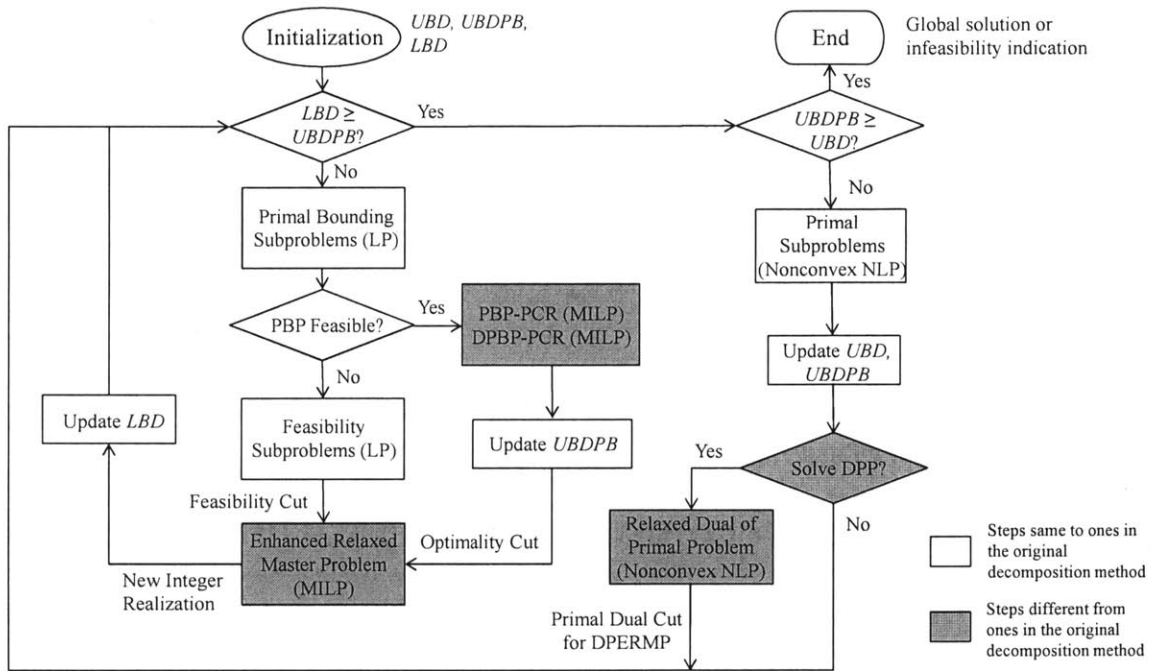 Initialization
UBD, UBDPB,
LBD
End
Global solution or
infeasibility indication
Yes
LBD ≥
UBDPB?
Yes
UBDPB ≥
UBD?
No
No
Primal Bounding
Subproblems (LP)
Primal
Subproblems
(Nonconvex NLP)
PBP Feasible?
Yes
PBP-PCR (MILP)
DPBP-PCR (MILP)
Update UBD,
UBDPB
No
Update LBD
Feasibility
Subproblems (LP)
Update UBDPB
Yes
Solve DPP?
No
Feasibility Cut
Enhanced Relaxed
Master Problem
(MILP)
Optimality Cut
Relaxed Dual of
Primal Problem
(Nonconvex NLP)
New Integer
Realization
Primal Dual Cut
for DPERMP
Steps same to ones in
the original
decomposition method
Steps different from
ones in the original
decomposition method